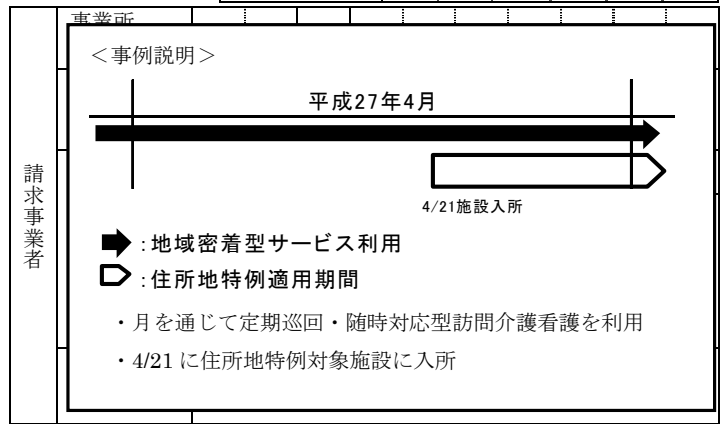 事業所
＜事例説明＞
平成27年4月
4/21施設入所
請求事業者
:地域密着型サービス利用
:住所地特例適用期間
・月を通じて定期巡回・随時対応型訪問介護看護を利用
・4/21に住所地特例対象施設に入所